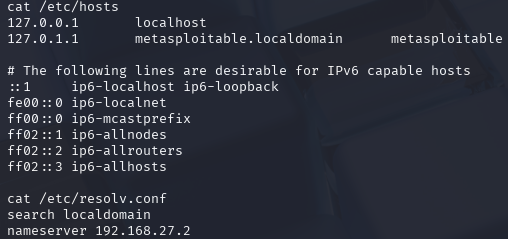 cat /etc/hosts
127.0.0.1 localhost
127.0.1.1 metasploitable.localdomain metasploitable
# The following lines are desirable for IPv6 capable hosts
::1 ip6-localhost ip6-loopback
fe00::0 ip6-localnet
ff00::0 ip6-mcastprefix
ff02::1 ip6-allnodes
ff02::2 ip6-allrouters
ff02::3 ip6-allhosts
cat /etc/resolv.conf
search localdomain
nameserver 192.168.27.2